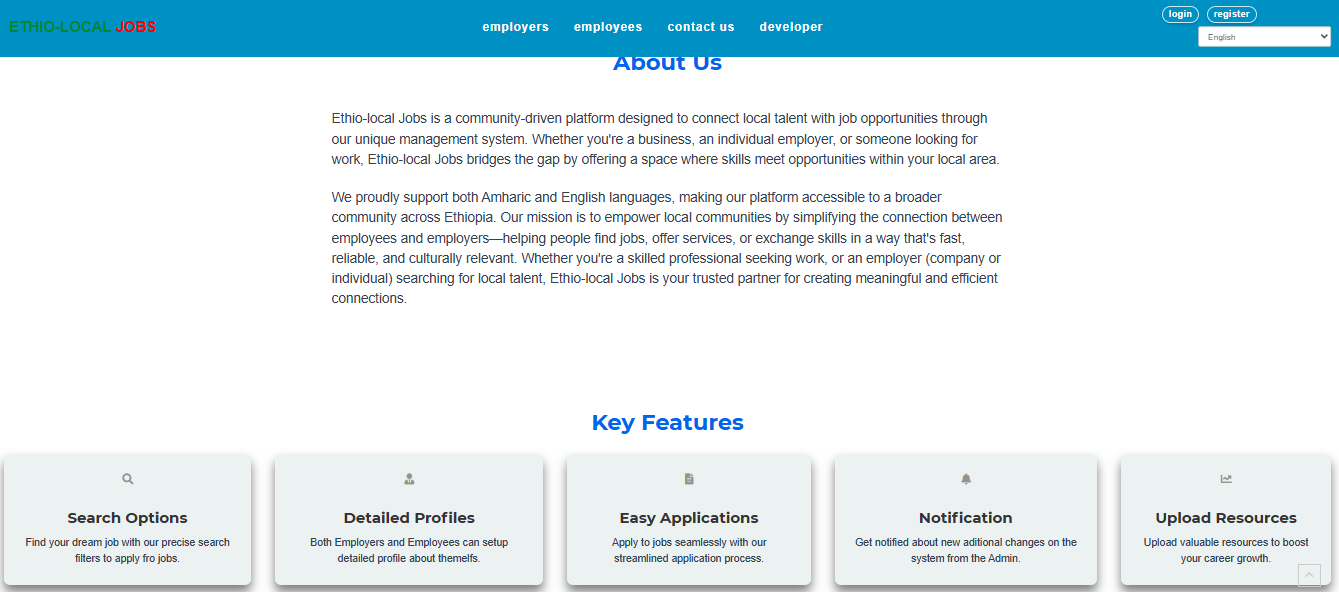 ETHIO-LOCAL JOBS
employers employees contact us developer
login register
English
About Us
Ethio-local Jobs is a community-driven platform designed to connect local talent with job opportunities through
our unique management system. Whether you're a business, an individual employer, or someone looking for
work, Ethio-local Jobs bridges the gap by offering a space where skills meet opportunities within your local area.
We proudly support both Amharic and English languages, making our platform accessible to a broader
community across Ethiopia. Our mission is to empower local communities by simplifying the connection between
employees and employers—helping people find jobs, offer services, or exchange skills in a way that's fast,
reliable, and culturally relevant. Whether you're a skilled professional seeking work, or an employer (company or
individual) searching for local talent, Ethio-local Jobs is your trusted partner for creating meaningful and efficient
connections.
Key Features
Search Options
Find your dream job with our precise search
filters to apply fro jobs.
Detailed Profiles
Both Employers and Employees can setup
detailed profile about themelfs.
Easy Applications
Apply to jobs seamlessly with our
streamlined application process.
Notification
Get notified about new aditional changes on the
system from the Admin.
Upload Resources
Upload valuable resources to boost
your career growth.